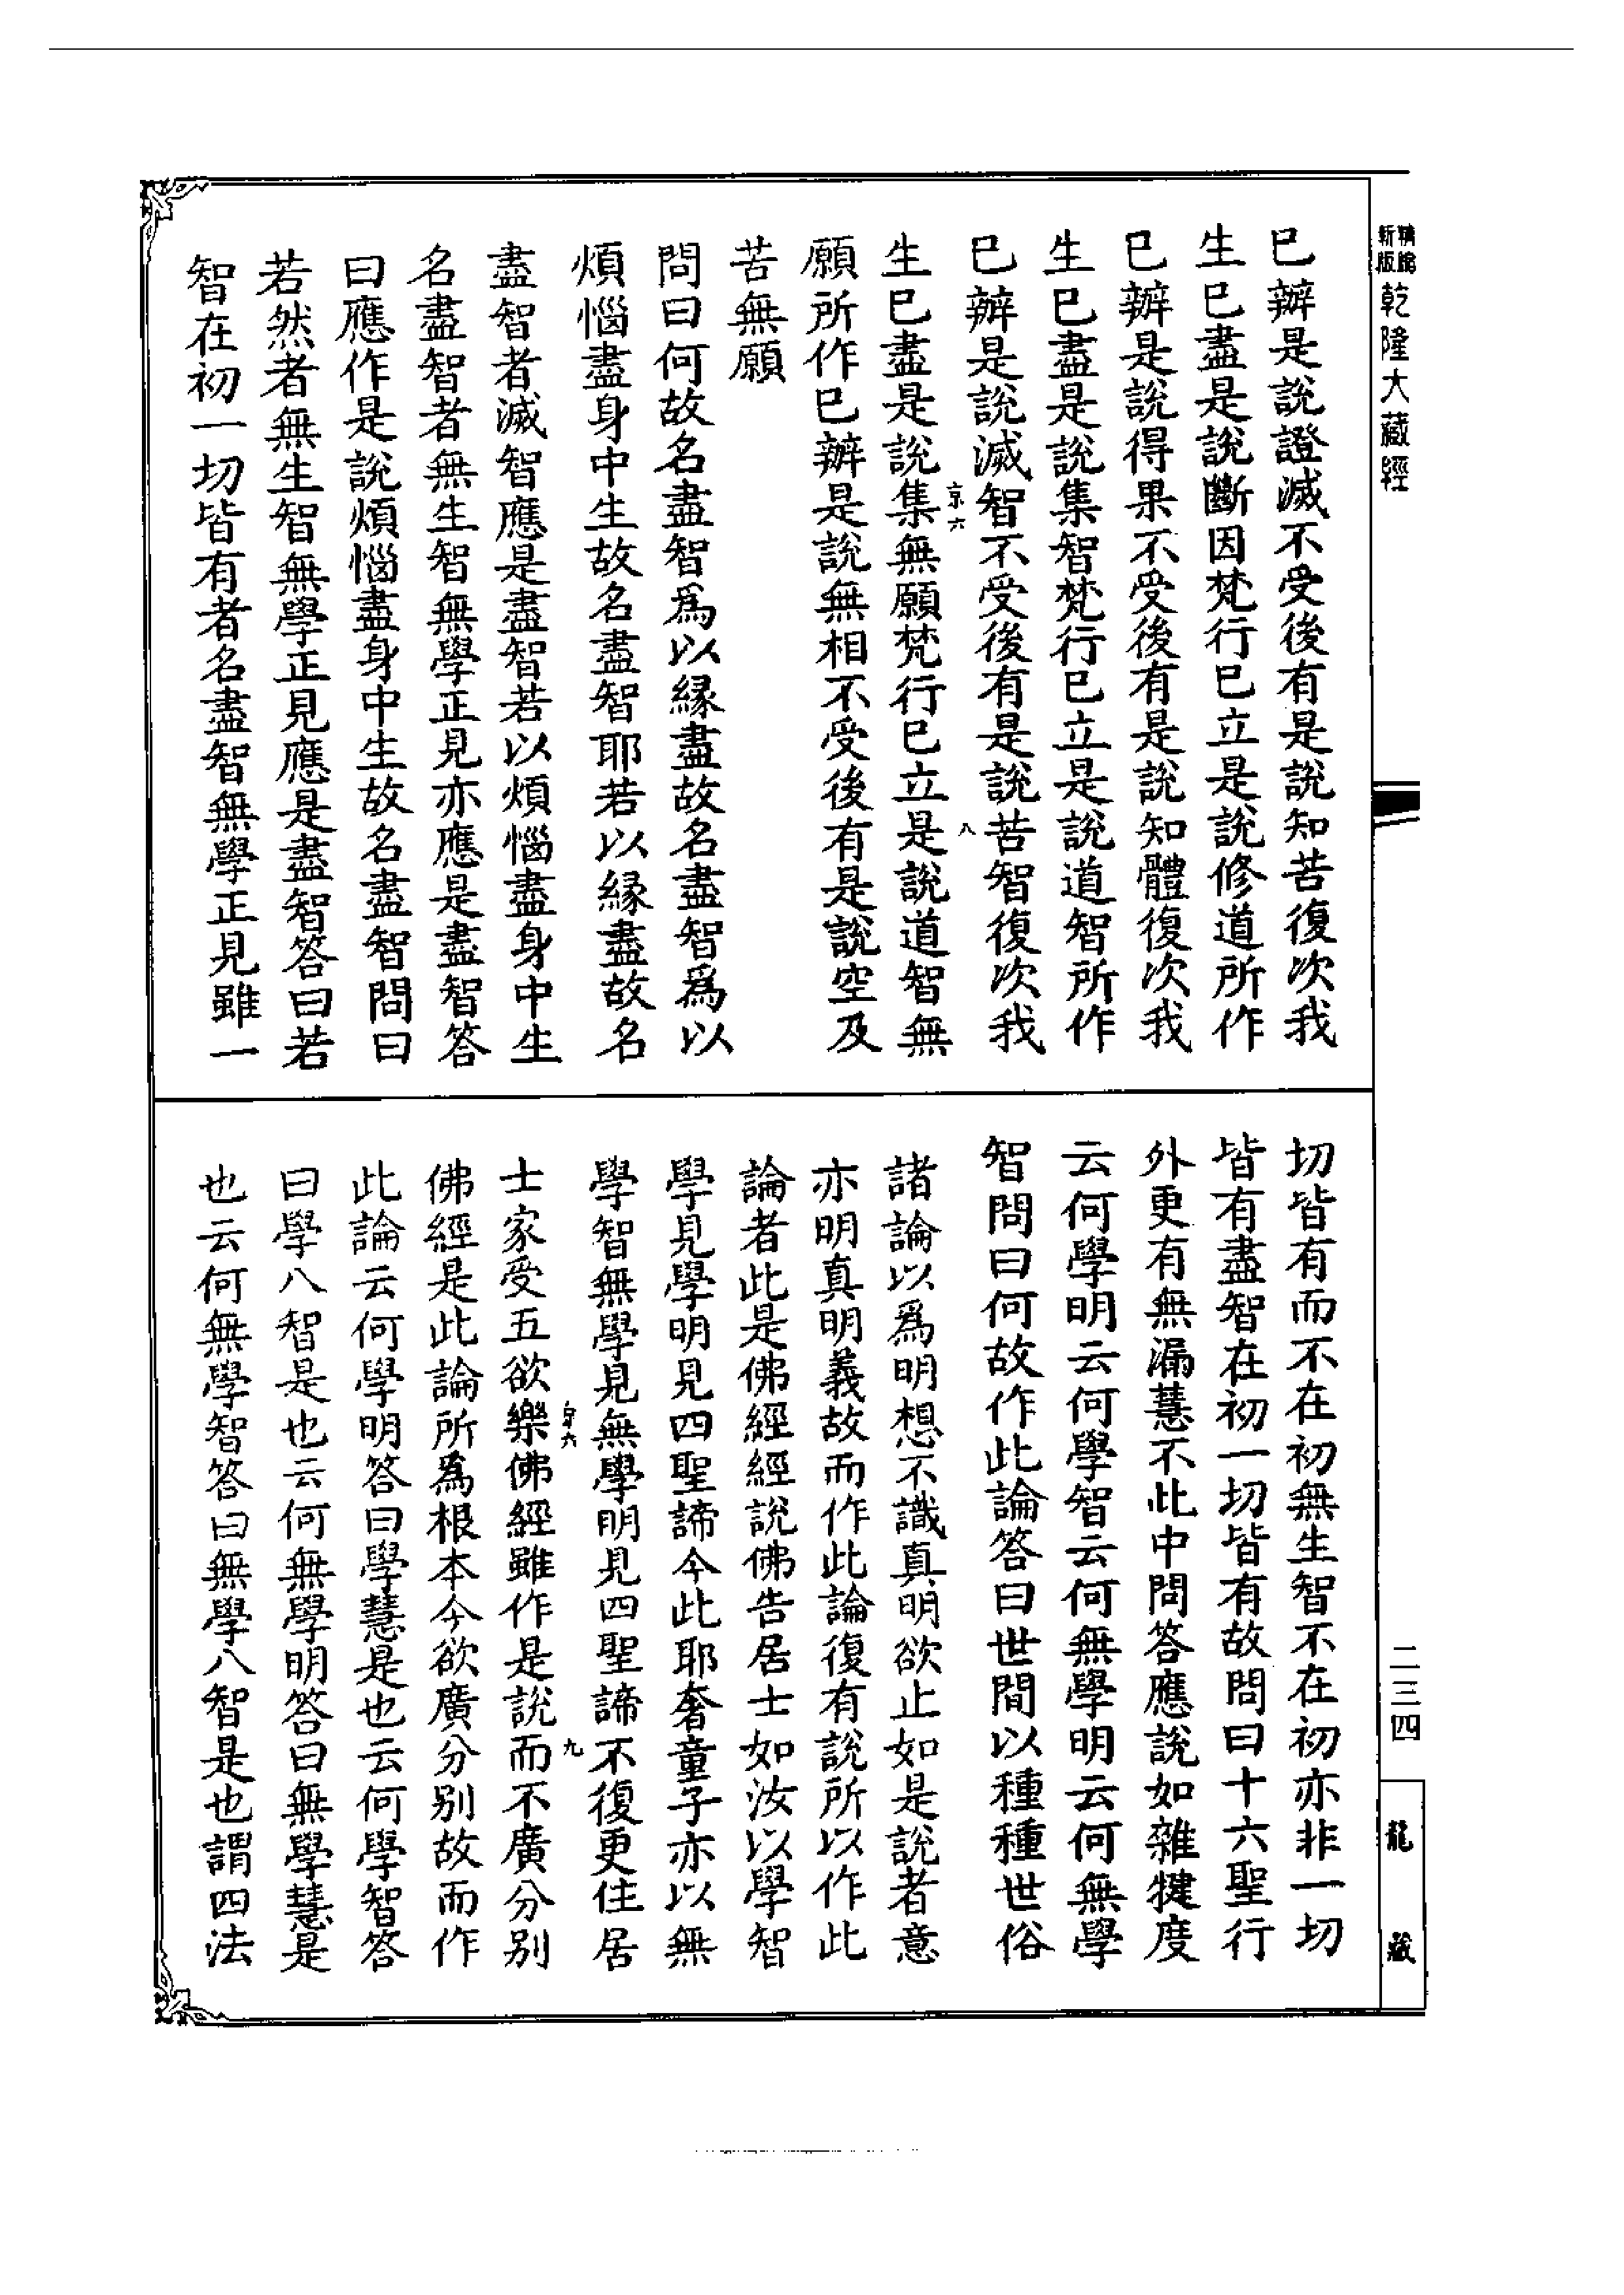 新版乾隆大藏經
已辦是說證滅不受後有是說知苦復次我
生已盡是說斷因梵行已立是說修道所作
已辦是說得果不受後有是說知體復次我
生已盡是說集智梵行已立是說道智所作
已辦是說滅智不受後有是說苦智復次我
京六
八
生已盡是說集無願梵行已立是說道智無
願所作已辦是說無相不受後有是說空及
苦無願
問曰何故名盡智爲以緣盡故名盡智爲以
煩惱盡身中生故名盡智耶若以緣盡故名
盡智者滅智應是盡智若以煩惱盡身中生
名盡智者無生智無學正見亦應是盡智答
曰應作是說煩惱盡身中生故名盡智問曰
若然者無生智無學正見應是盡智答曰若
智在初一切皆有者名盡智無學正見雖一
切皆有而不在初無生智不在初亦非一切
皆有盡智在初一切皆有故問曰十六聖行
外更有無漏慧不此中問答應說如雜犍度
云何學明云何學智云何無學明云何無學
智問曰何故作此論答曰世間以種種世俗
諸論以爲明想不識真明欲止如是說者意
亦明真明義故而作此論復有說所以作此
論者此是佛經經說佛告居士如汝以學智
學見學明見四聖諦今此耶奢童子亦以無
學智無學見無學明見四聖諦不復更住居
六
九
士家受五欲樂佛經雖作是說而不廣分別
佛經是此論所爲根本今欲廣分別故而作
此論云何學明答曰學慧是也云何學智答
曰學八智是也云何無學明答曰無學慧是
也云何無學智答曰無學八智是也謂四法
二三四
龍藏